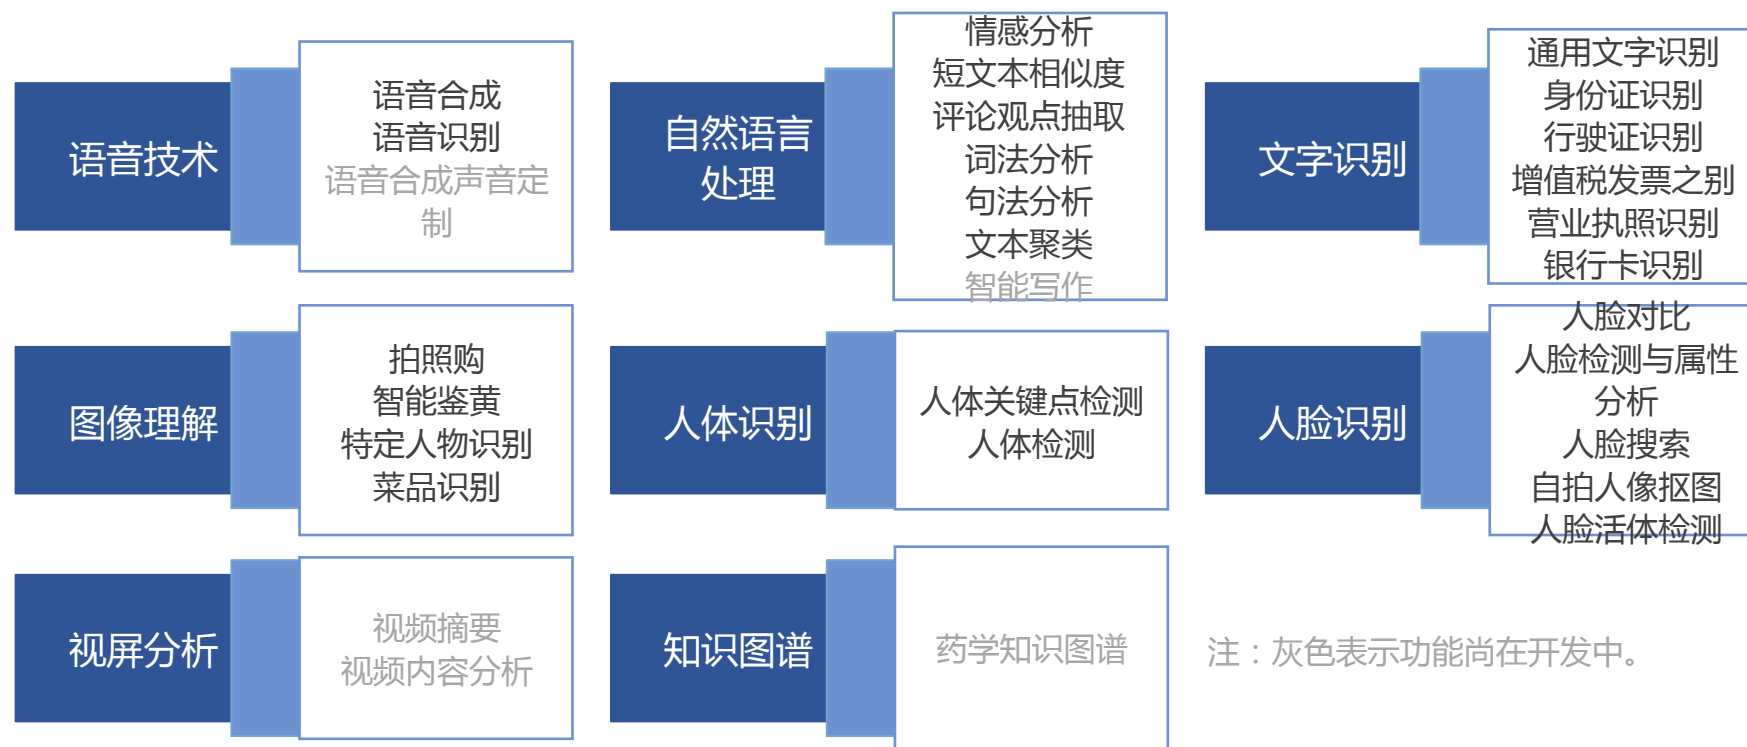 语音技术
语音合成
语音识别
语音合成声音定
制
自然语言
处理
情感分析
短文本相似度
评论观点抽取
词法分析
句法分析
文本聚类
智能写作
文字识别
通用文字识别
身份证识别
行驶证识别
增值税发票之别
营业执照识别
银行卡识别
图像理解
拍照购
智能鉴黄
特定人物识别
菜品识别
人体识别
人体关键点检测
人体检测
人脸识别
人脸对比
人脸检测与属性
分析
人脸搜索
自拍人像抠图
人脸活体检测
视屏分析
视频摘要
视频内容分析
知识图谱
药学知识图谱
注：灰色表示功能尚在开发中。